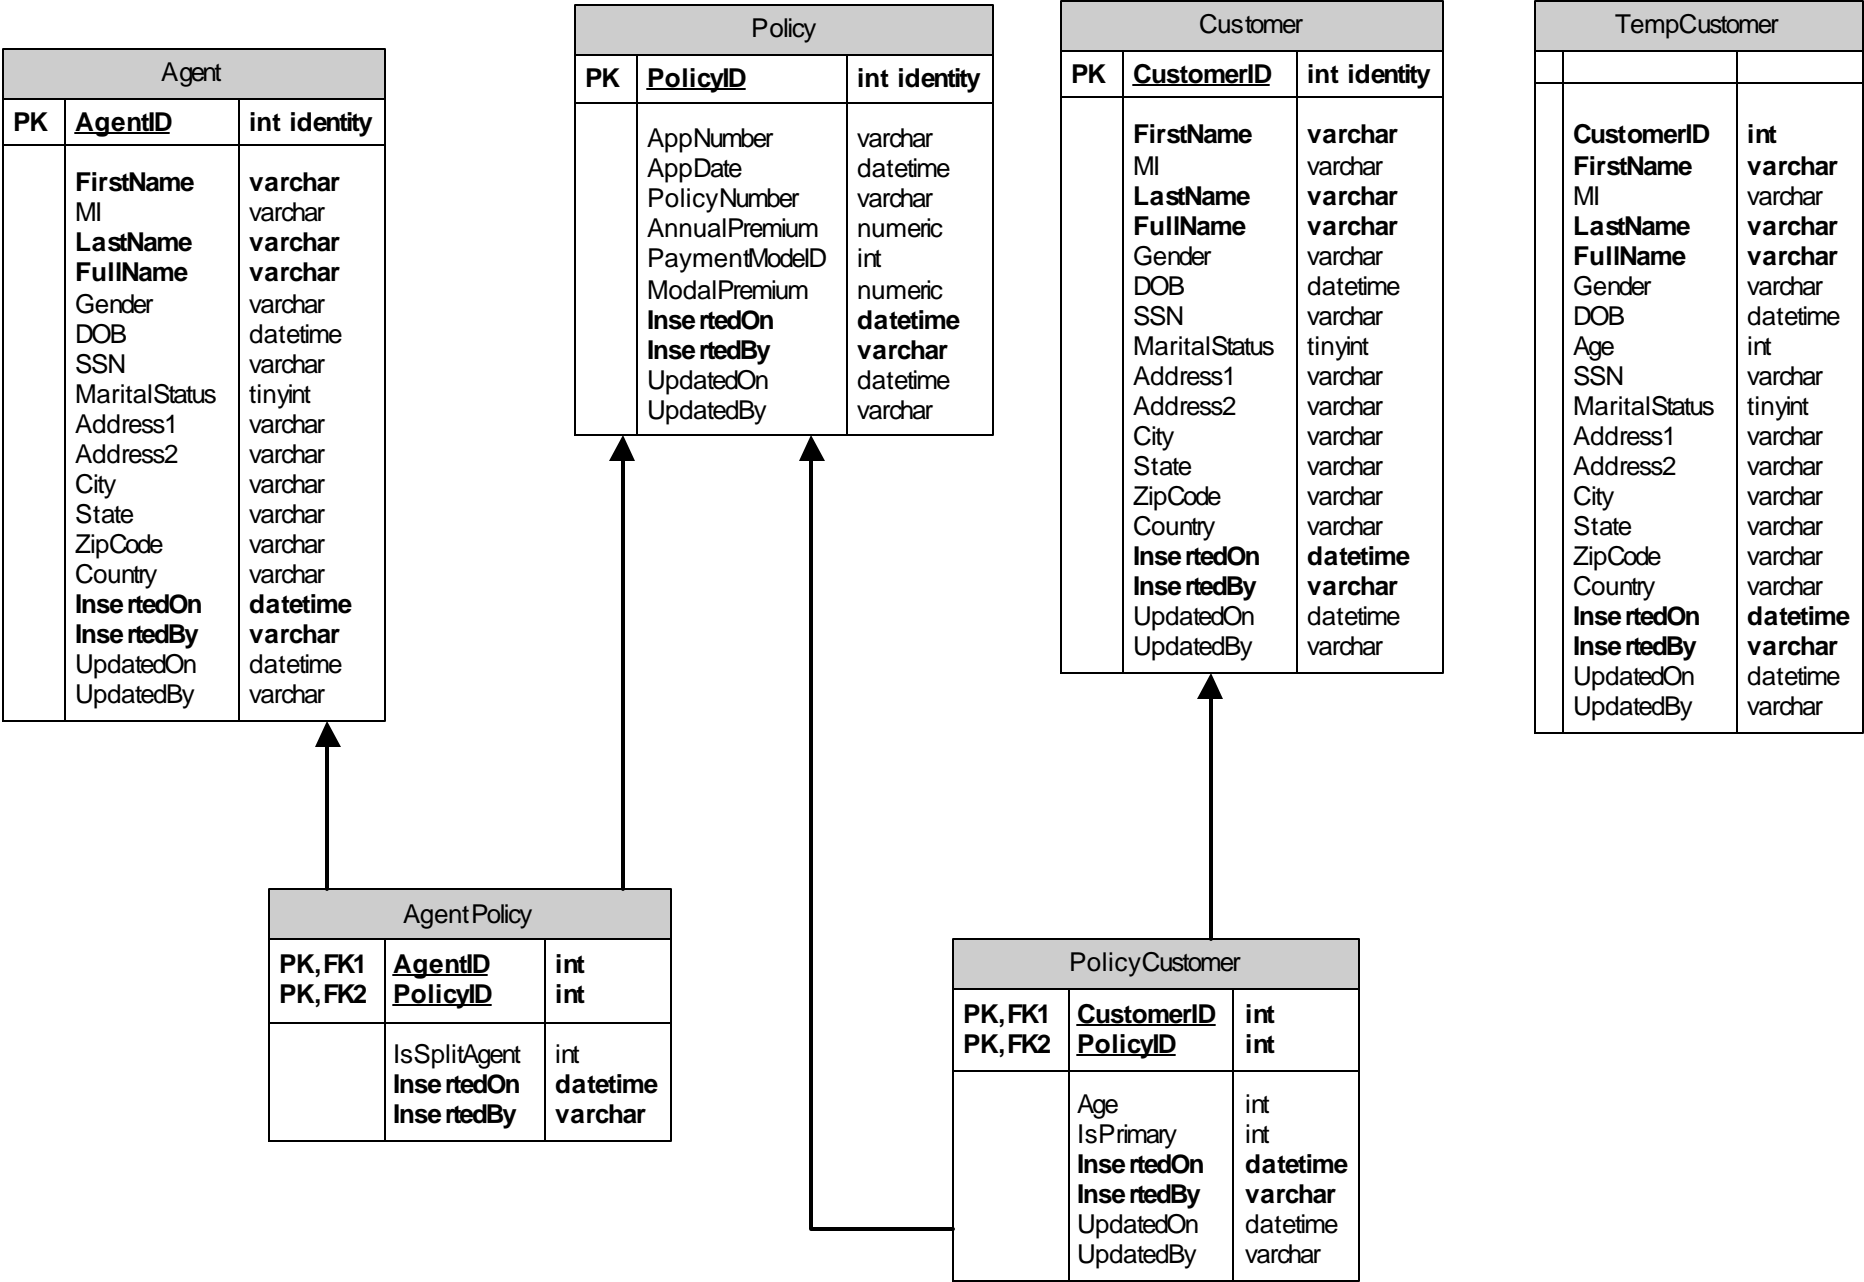 Agent
PK AgentID int identity
FirstName varchar
MI varchar
LastName varchar
FullName varchar
Gender varchar
DOB datetime
SSN varchar
MaritalStatus tinyint
Address1 varchar
Address2 varchar
City varchar
State varchar
ZipCode varchar
Country varchar
InsertedOn datetime
InsertedBy varchar
UpdatedOn datetime
UpdatedBy varchar
Policy
PK PolicyID int identity
AppNumber varchar
AppDate datetime
PolicyNumber varchar
AnnualPremium numeric
PaymentModeID int
ModalPremium numeric
InsertedOn datetime
InsertedBy varchar
UpdatedOn datetime
UpdatedBy varchar
Customer
PK CustomerID int identity
FirstName varchar
MI varchar
LastName varchar
FullName varchar
Gender varchar
DOB datetime
SSN varchar
MaritalStatus tinyint
Address1 varchar
Address2 varchar
City varchar
State varchar
ZipCode varchar
Country varchar
InsertedOn datetime
InsertedBy varchar
UpdatedOn datetime
UpdatedBy varchar
TempCustomer
CustomerID int
FirstName varchar
MI varchar
LastName varchar
FullName varchar
Gender varchar
DOB datetime
Age int
SSN varchar
MaritalStatus tinyint
Address1 varchar
Address2 varchar
City varchar
State varchar
ZipCode varchar
Country varchar
InsertedOn datetime
InsertedBy varchar
UpdatedOn datetime
UpdatedBy varchar
AgentPolicy
PK,FK1 AgentID int
PK,FK2 PolicyID int
IsSplitAgent int
InsertedOn datetime
InsertedBy varchar
PolicyCustomer
PK,FK1 CustomerID int
PK,FK2 PolicyID int
Age int
IsPrimary int
InsertedOn datetime
InsertedBy varchar
UpdatedOn datetime
UpdatedBy varchar